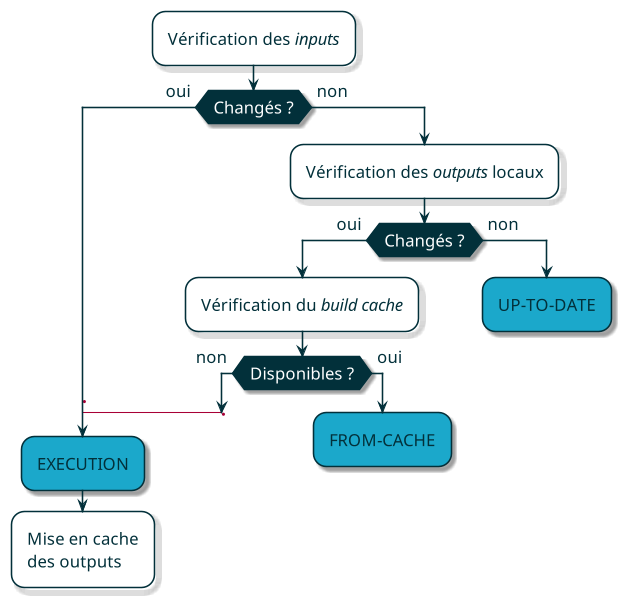 Vérification des inputs
oui
non
Changés ?
Vérification des outputs locaux
oui
non
Changés ?
Vérification du build cache
UP-TO-DATE
non
oui
Disponibles ?
FROM-CACHE
EXECUTION
Mise en cache
des outputs